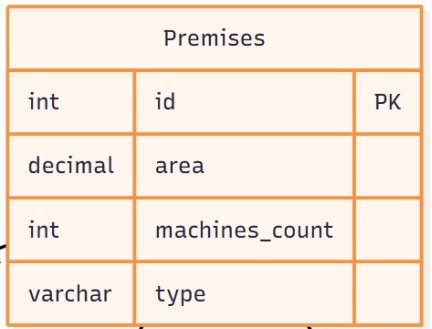 Premises
int id PK
decimal area
int machines_count
varchar type